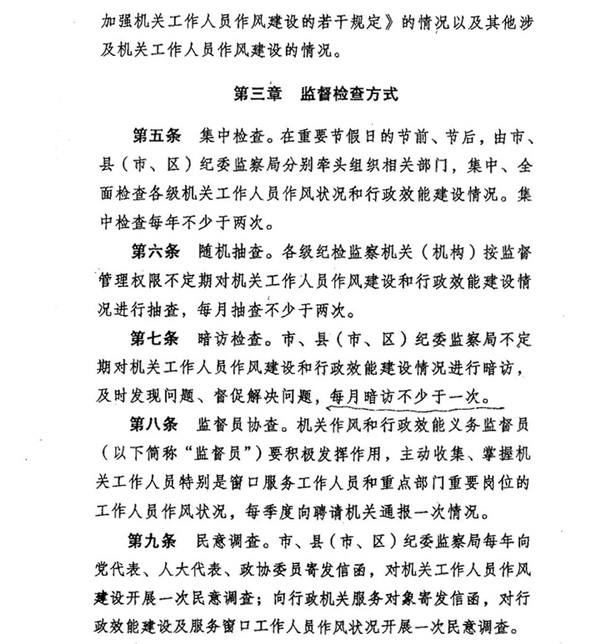 加强机关工作人员作风建设的若干规定》的情况以及其他涉
及机关工作人员作风建设的情况。
第三章 监督检查方式
第五条 集中检查。在重要节假日的节前、节后，由市、
县（市、区）纪委监察局分别牵头组织相关部门，集中、全
面检查各级机关工作人员作风状况和行政效能建设情况。集
中检查每年不少于两次。
第六条 随机抽查。各级纪检监察机关（机构）按监督
管理权限不定期对机关工作人员作风建设和行政效能建设情
况进行抽查，每月抽查不少于两次。
第七条 暗访检查。市、县（市、区）纪委监察局不定
期对机关工作人员作风建设和行政效能建设情况进行暗访，
及时发现问题、督促解决问题，每月暗访不少于一次。
第八条 监督员协查。机关作风和行政效能义务监督员
（以下简称“监督员”）要积极发挥作用，主动收集、掌握机
关工作人员特别是窗口服务工作人员和重点部门重要岗位的
工作人员作风状况，每季度向聘请机关通报一次情况。
第九条 民意调查。市、县（市、区）纪委监察局每年向
党代表、人大代表、政协委员寄发信函，对机关工作人员作风
建设开展一次民意调查；向行政机关服务对象寄发信函，对行
政效能建设及服务窗口工作人员作风状况开展一次民意调查。